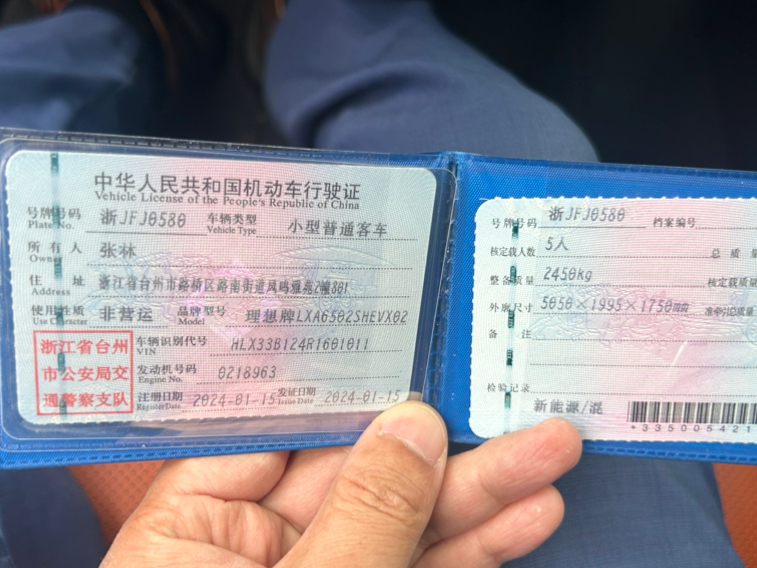 中华人民共和国机动车行驶证
Vehicle License of the People's Republic of China
号牌号码 浙JFJ0580 车辆类型 小型普通客车
Plate No. Vehicle Type
所有人 张林
Owner
住址 浙江省台州市路桥区路南街道凤鸣雅苑2幢801
Address
使用性质 非营运 品牌型号 理想牌LXA6502SHEVX02
Use Character Model
浙江省台州
市公安局交
通警察支队
车辆识别代号 HLX33B124R1601011
VIN
发动机号码 0218963
Engine No.
注册日期 2024-01-15 发证日期 2024-01-15
Register Date Issue Date
号牌号码 浙JFJ0580 档案编号
核定载人数 5人 总质量
整备质量 2450kg 核定载质量
外廓尺寸 5050×1995×1750mm 准牵引总质量
备注
检验记录
新能源/混
*335005421